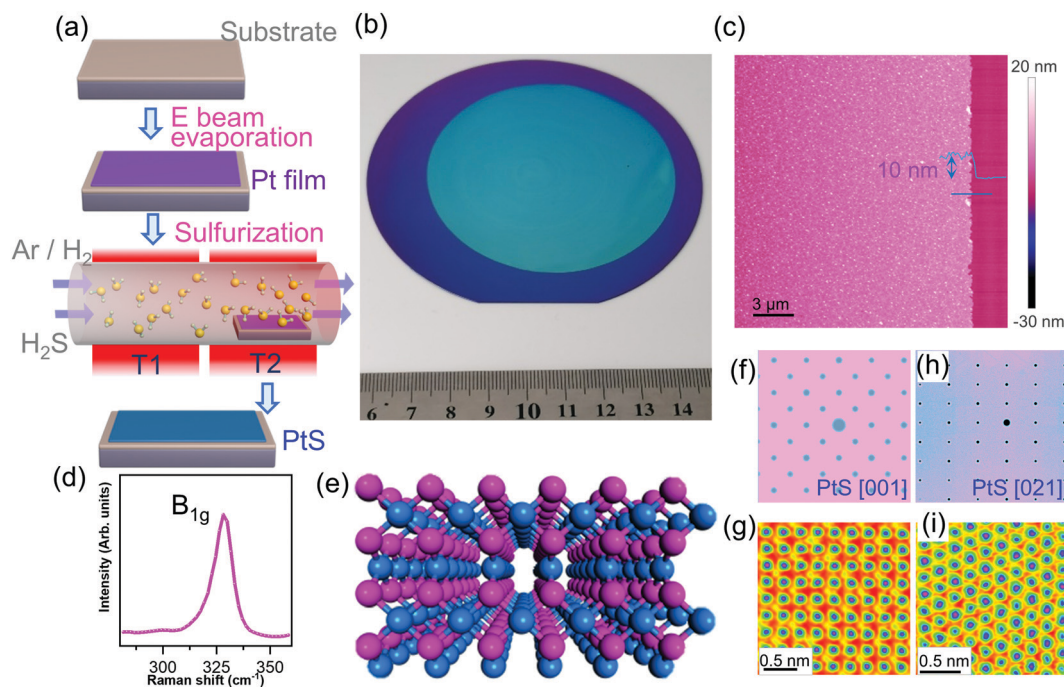 (a)
Substrate
E beam
evaporation
Pt film
Sulfurization
Ar / H₂
H₂S
T1
T2
PtS
(b)
6 7 8 9 10 11 12 13 14
(c)
20 nm
10 nm
3 μm
-30 nm
(d)
Intensity (Arb. units)
B₁g
300 325 350
Raman shift (cm⁻¹)
(e)
(f)
PtS [001]
(h)
PtS [021]
(g)
0.5 nm
(i)
0.5 nm